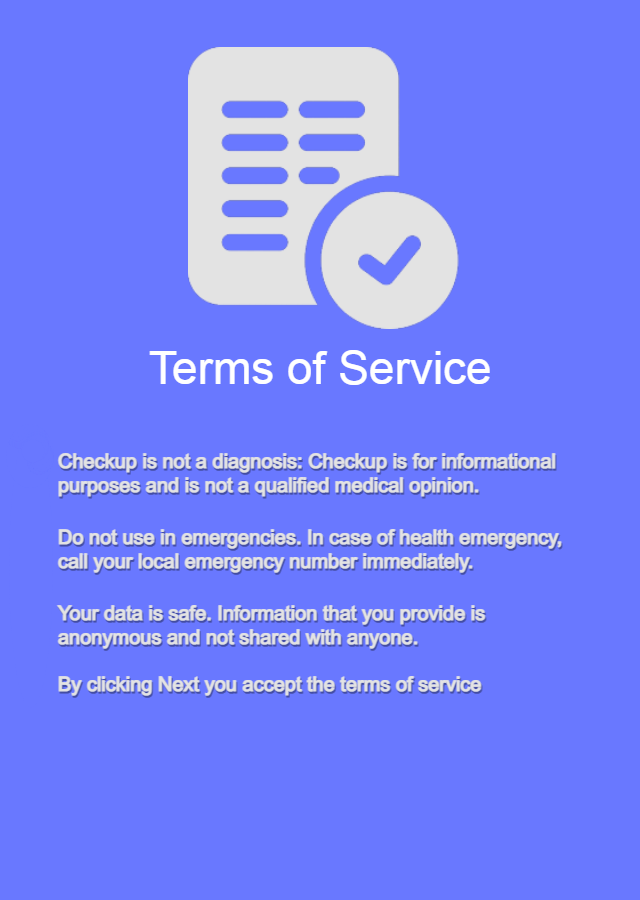 Terms of Service
Checkup is not a diagnosis: Checkup is for informational
purposes and is not a qualified medical opinion.
Do not use in emergencies. In case of health emergency,
call your local emergency number immediately.
Your data is safe. Information that you provide is
anonymous and not shared with anyone.
By clicking Next you accept the terms of service